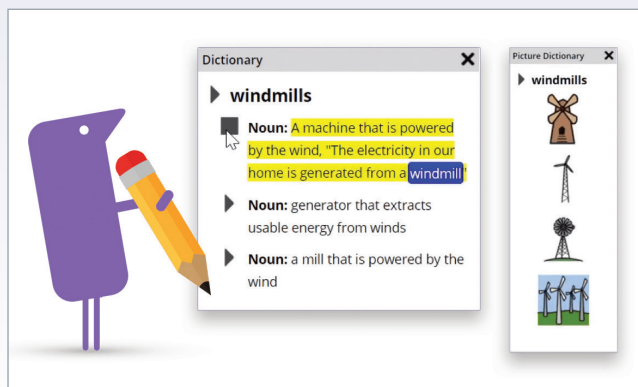 Dictionary
windmills
Noun: A machine that is powered
by the wind, "The electricity in our
home is generated from a windmill"
Noun: generator that extracts
usable energy from winds
Noun: a mill that is powered by the
wind
Picture Dictionary
windmills